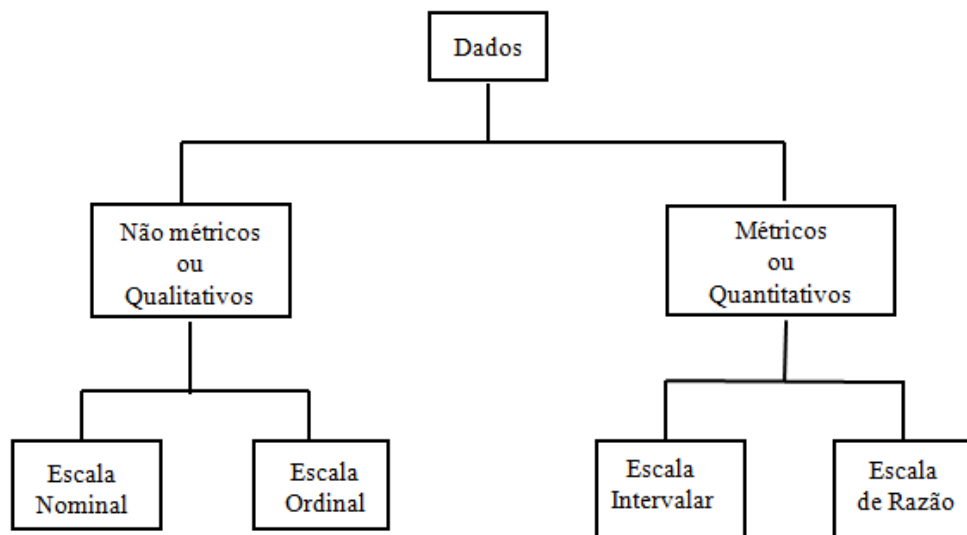 Dados
Não métricos
ou
Qualitativos
Métricos
ou
Quantitativos
Escala
Nominal
Escala
Ordinal
Escala
Intervalar
Escala
de Razão